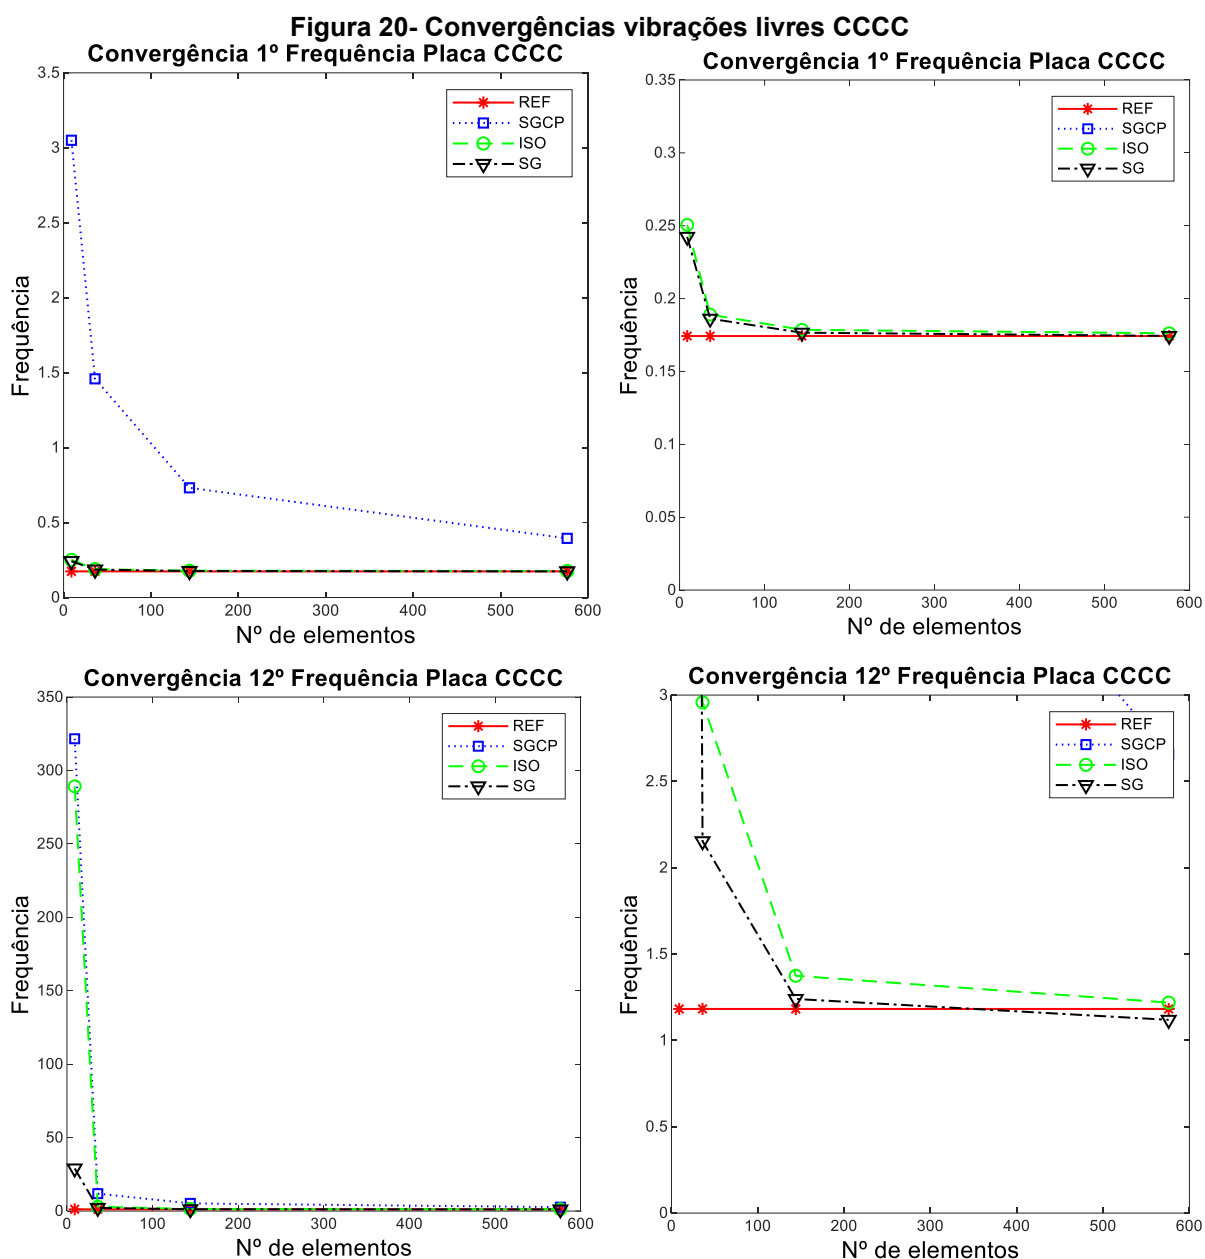 Figura 20- Convergências vibrações livres CCCC
Convergência 1º Frequência Placa CCCC
3.5
3
2.5
2
1.5
1
0.5
0
0 100 200 300 400 500 600
Frequência
Nº de elementos
REF
SGCP
ISO
SG
Convergência 1º Frequência Placa CCCC
0.35
0.3
0.25
0.2
0.15
0.1
0.05
0
0 100 200 300 400 500 600
Frequência
Nº de elementos
REF
SGCP
ISO
SG
Convergência 12º Frequência Placa CCCC
350
300
250
200
150
100
50
0
0 100 200 300 400 500 600
Frequência
Nº de elementos
REF
SGCP
ISO
SG
Convergência 12º Frequência Placa CCCC
3
2.5
2
1.5
1
0.5
0
0 100 200 300 400 500 600
Frequência
Nº de elementos
REF
SGCP
ISO
SG